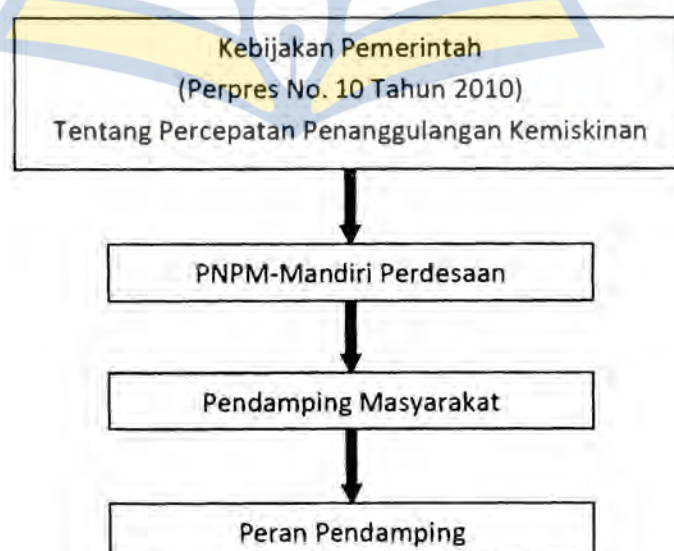 Kebijakan Pemerintah
(Perpres No. 10 Tahun 2010)
Tentang Percepatan Penanggulangan Kemiskinan
PNPM-Mandiri Perdesaan
Pendamping Masyarakat
Peran Pendamping